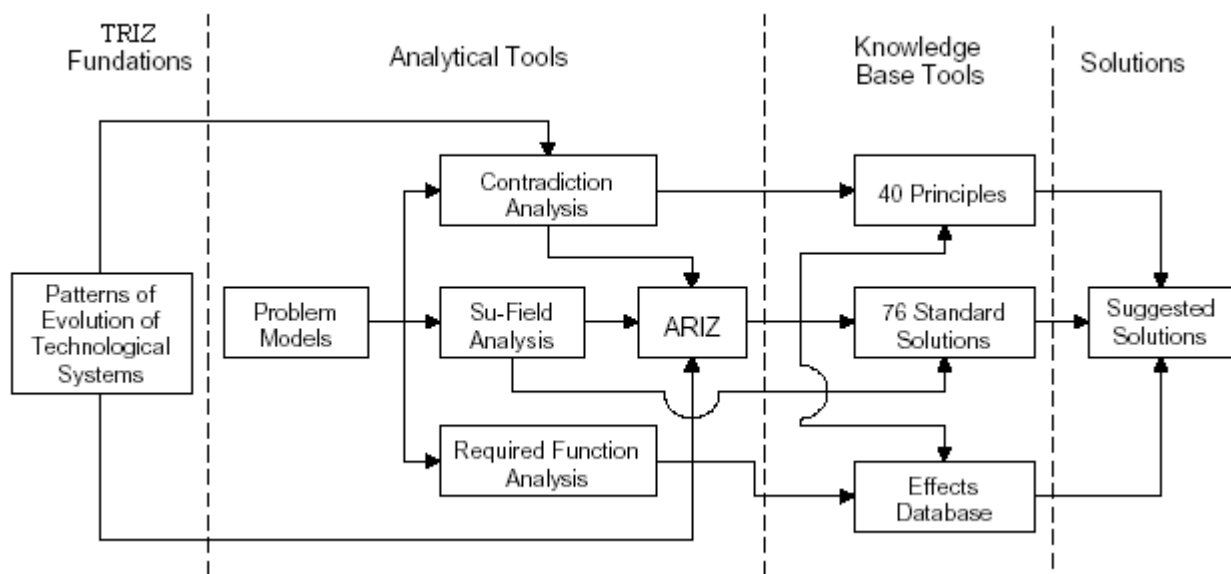 TRIZ
Fundations
Analytical Tools
Knowledge
Base Tools
Solutions
Contradiction
Analysis
40 Principles
Patterns of
Evolution of
Technological
Systems
Problem
Models
Su-Field
Analysis
ARIZ
76 Standard
Solutions
Suggested
Solutions
Required Function
Analysis
Effects
Database